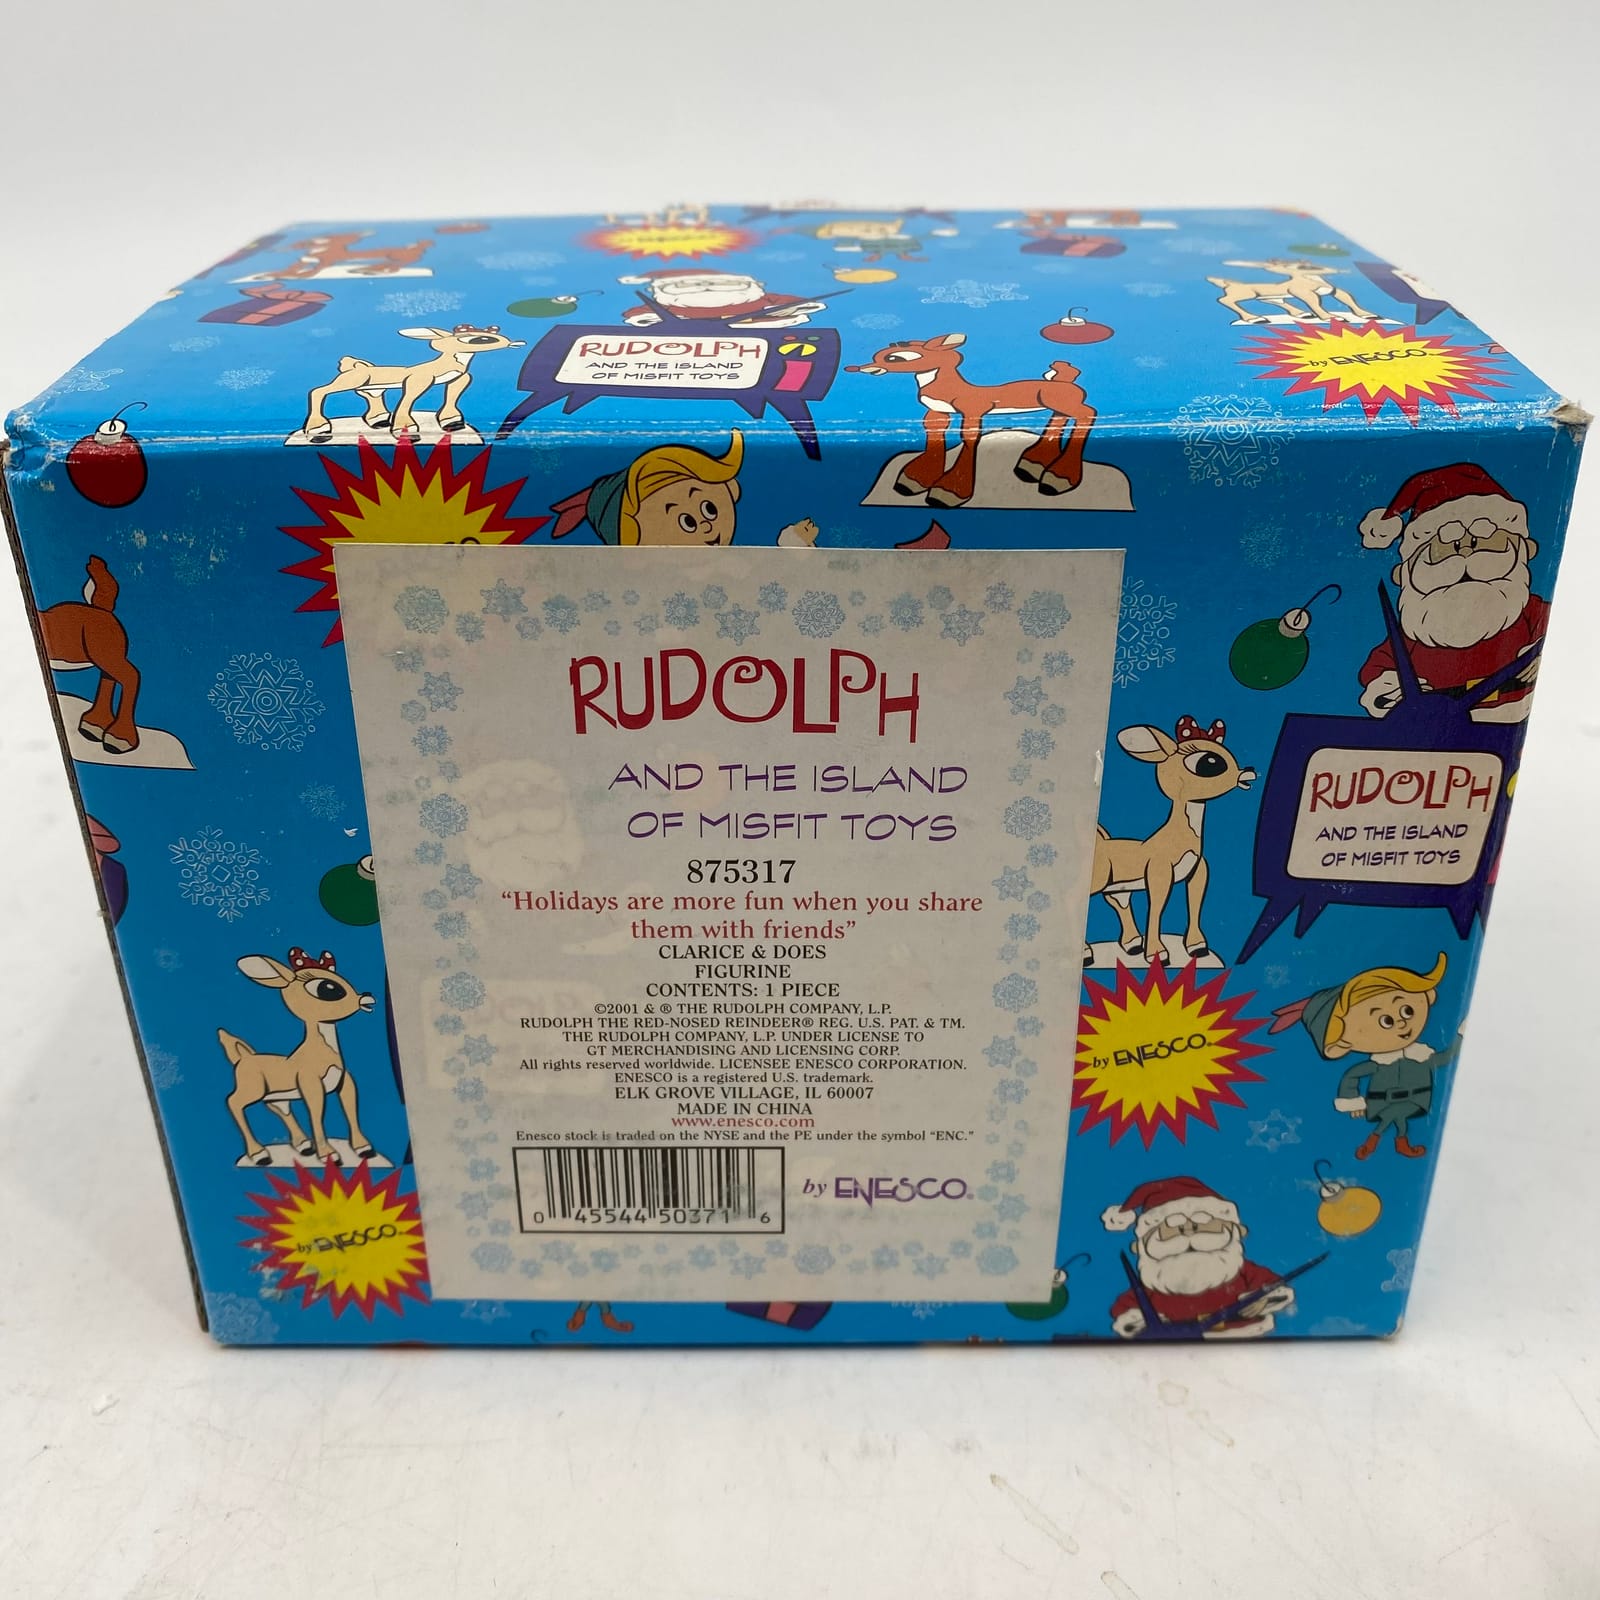 by ENESCO
RUDOLPH
AND THE ISLAND
OF MISFIT TOYS
by ENESCO
RUDOLPH
AND THE ISLAND
OF MISFIT TOYS
875317
“Holidays are more fun when you share
them with friends”
CLARICE & DOES
FIGURINE
CONTENTS: 1 PIECE
©2001 & ® THE RUDOLPH COMPANY, L.P.
RUDOLPH THE RED-NOSED REINDEER® REG. U.S. PAT. & TM.
THE RUDOLPH COMPANY, L.P. UNDER LICENSE TO
GT MERCHANDISING AND LICENSING CORP.
All rights reserved worldwide. LICENSEE ENESCO CORPORATION.
ENESCO is a registered U.S. trademark.
ELK GROVE VILLAGE, IL 60007
MADE IN CHINA
www.enesco.com
Enesco stock is traded on the NYSE and the PE under the symbol “ENC.”
0 45544 50371 6
by ENESCO®
RUDOLPH
AND THE ISLAND
OF MISFIT TOYS
by ENESCO
by ENESCO